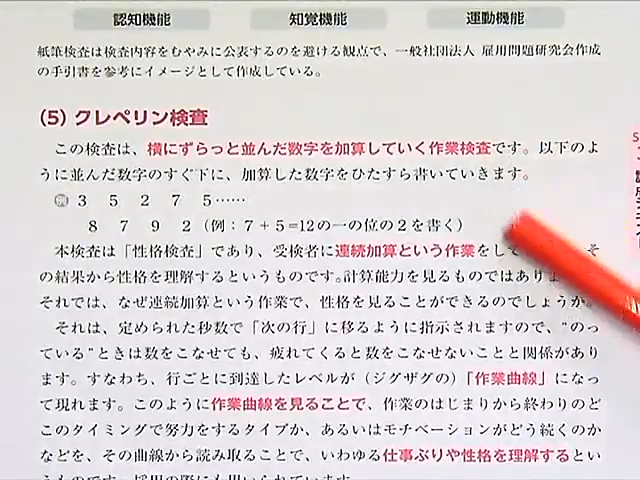 認知機能 知覚機能 運動機能
紙筆検査は検査内容をむやみに公表するのを避ける観点で、一般社団法人 雇用問題研究会作成
の手引書を参考にイメージとして作成している。
(5) クレペリン検査
この検査は、横にずらっと並んだ数字を加算していく作業検査です。以下のよ
うに並んだ数字のすぐ下に、加算した数字をひたすら書いていきます。
例 3 5 2 7 5……
8 7 9 2 (例：7＋5=12の一の位の2を書く)
本検査は「性格検査」であり、受検者に連続加算という作業をして そ
の結果から性格を理解するというものです。計算能力を見るものではあり
それでは、なぜ連続加算という作業で、性格を見ることができるのでしょうか。
それは、定められた秒数で「次の行」に移るように指示されますので、“のっ
ている”ときは数をこなせても、疲れてくると数をこなせないことと関係があり
ます。すなわち、行ごとに到達したレベルが（ジグザグの）「作業曲線」になっ
て現れます。このように作業曲線を見ることで、作業のはじまりから終わりのど
このタイミングで努力をするタイプか、あるいはモチベーションがどう続くのか
などを、その曲線から読み取ることで、いわゆる仕事ぶりや性格を理解するとい